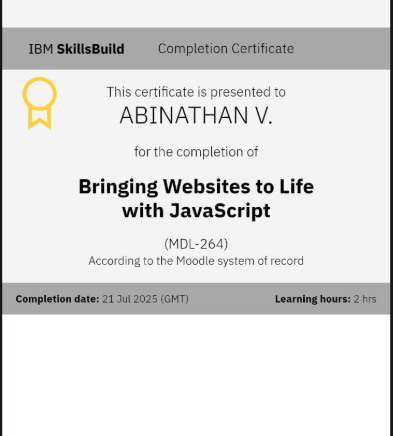 IBM SkillsBuild Completion Certificate
This certificate is presented to
ABINATHAN V.
for the completion of
Bringing Websites to Life
with JavaScript
(MDL-264)
According to the Moodle system of record
Completion date: 21 Jul 2025 (GMT) Learning hours: 2 hrs